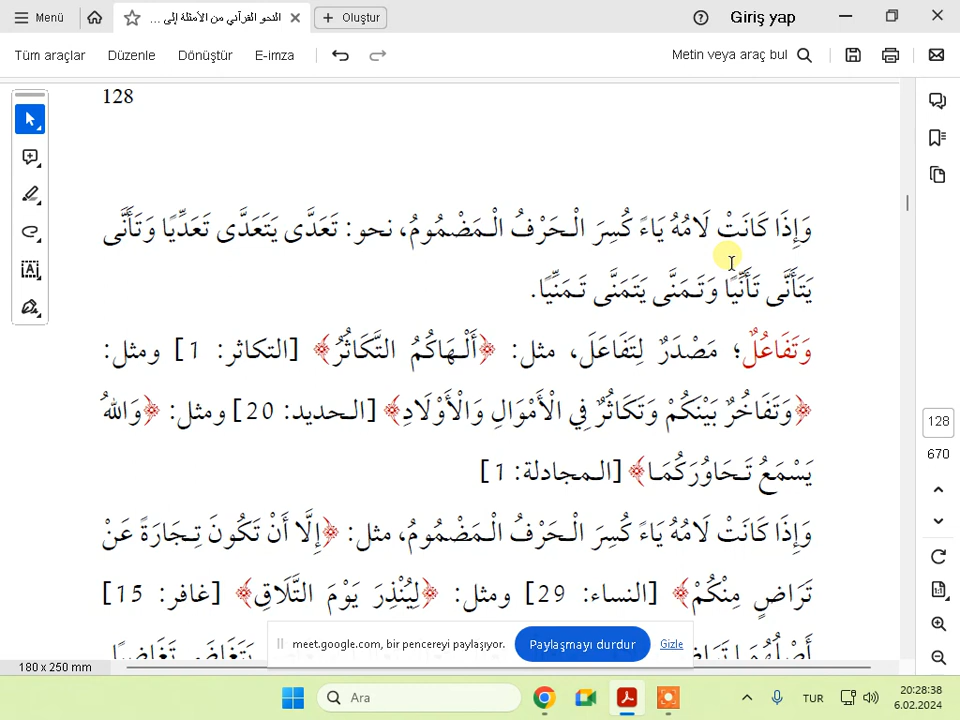 Menü
النحو القرآني من الأمثلة إلى ...
Oluştur
Giriş yap
Tüm araçlar
Düzenle
Dönüştür
E-imza
Metin veya araç bul
128
وَإِذَا كَانَتْ لَامُهُ يَاءً كُسِرَ الْحَرْفُ الْمَضْمُومُ، نحو: تَعَدَّى يَتَعَدَّى تَعَدِّيًا وَتَأَنَّى
يَتَأَنَّى تَأَنِّيًا وَتَمَنَّى يَتَمَنَّى تَمَنِّيًا.
وَتَفَاعُلٌ؛ مَصْدَرٌ لِتَفَاعَلَ، مثل: ﴿أَلْهَاكُمُ التَّكَاثُرُ﴾ [التكاثر: 1] ومثل:
﴿وَتَفَاخُرٌ بَيْنَكُمْ وَتَكَاثُرٌ فِي الْأَمْوَالِ وَالْأَوْلَادِ﴾ [الحديد: 20] ومثل: ﴿وَاللهُ
يَسْمَعُ تَحَاوُرَكُمَا﴾ [المجادلة: 1]
وَإِذَا كَانَتْ لَامُهُ يَاءً كُسِرَ الْحَرْفُ الْمَضْمُومُ، مثل: ﴿إِلَّا أَنْ تَكُونَ تِجَارَةً عَنْ
تَرَاضٍ مِنْكُمْ﴾ [النساء: 29] ومثل: ﴿لِيُنْذِرَ يَوْمَ التَّلَاقِ﴾ [غافر: 15]
128
670
meet.google.com, bir pencereyi paylaşıyor.
Paylaşmayı durdur
Gizle
180 x 250 mm
Ara
TUR
20:28:38
6.02.2024